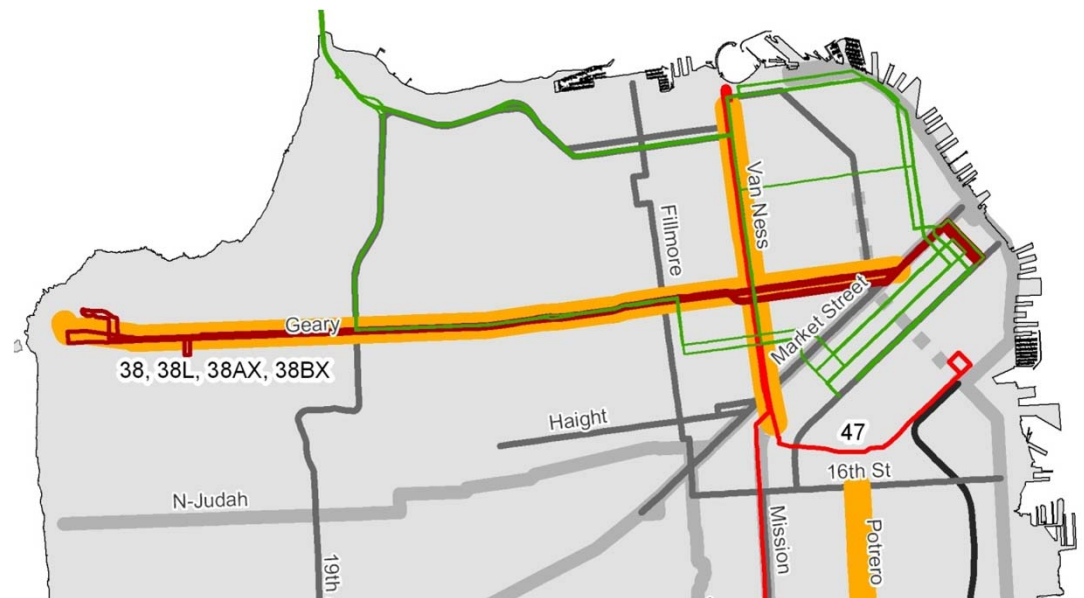 Van Ness
Fillmore
Geary
Market Street
38, 38L, 38AX, 38BX
Haight
47
16th St
N-Judah
Mission
Potrero
19th